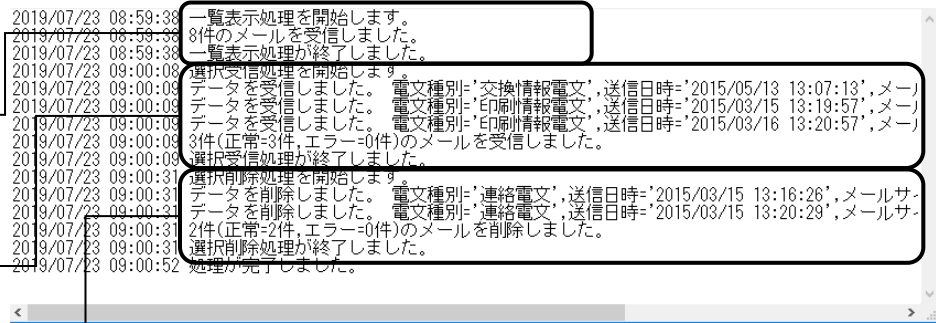 2019/07/23 08:59:38 一覧表示処理を開始します。
2019/07/23 08:59:38 8件のメールを受信しました。
2019/07/23 08:59:38 一覧表示処理が終了しました。
2019/07/23 09:00:08 選択受信処理を開始します。
2019/07/23 09:00:09 データを受信しました。 電文種別='交換情報電文',送信日時='2015/05/13 13:07:13',メール
2019/07/23 09:00:09 データを受信しました。 電文種別='印刷情報電文',送信日時='2015/03/15 13:19:57',メール
2019/07/23 09:00:09 データを受信しました。 電文種別='印刷情報電文',送信日時='2015/03/16 13:20:57',メール
2019/07/23 09:00:09 3件(正常=3件,エラー=0件)のメールを受信しました。
2019/07/23 09:00:09 選択受信処理が終了しました。
2019/07/23 09:00:31 選択削除処理を開始します。
2019/07/23 09:00:31 データを削除しました。 電文種別='連絡電文',送信日時='2015/03/15 13:16:26',メールサ
2019/07/23 09:00:31 データを削除しました。 電文種別='連絡電文',送信日時='2015/03/15 13:20:29',メールサ
2019/07/23 09:00:31 2件(正常=2件,エラー=0件)のメールを削除しました。
2019/07/23 09:00:31 選択削除処理が終了しました。
2019/07/23 09:00:52 処理が完了しました。